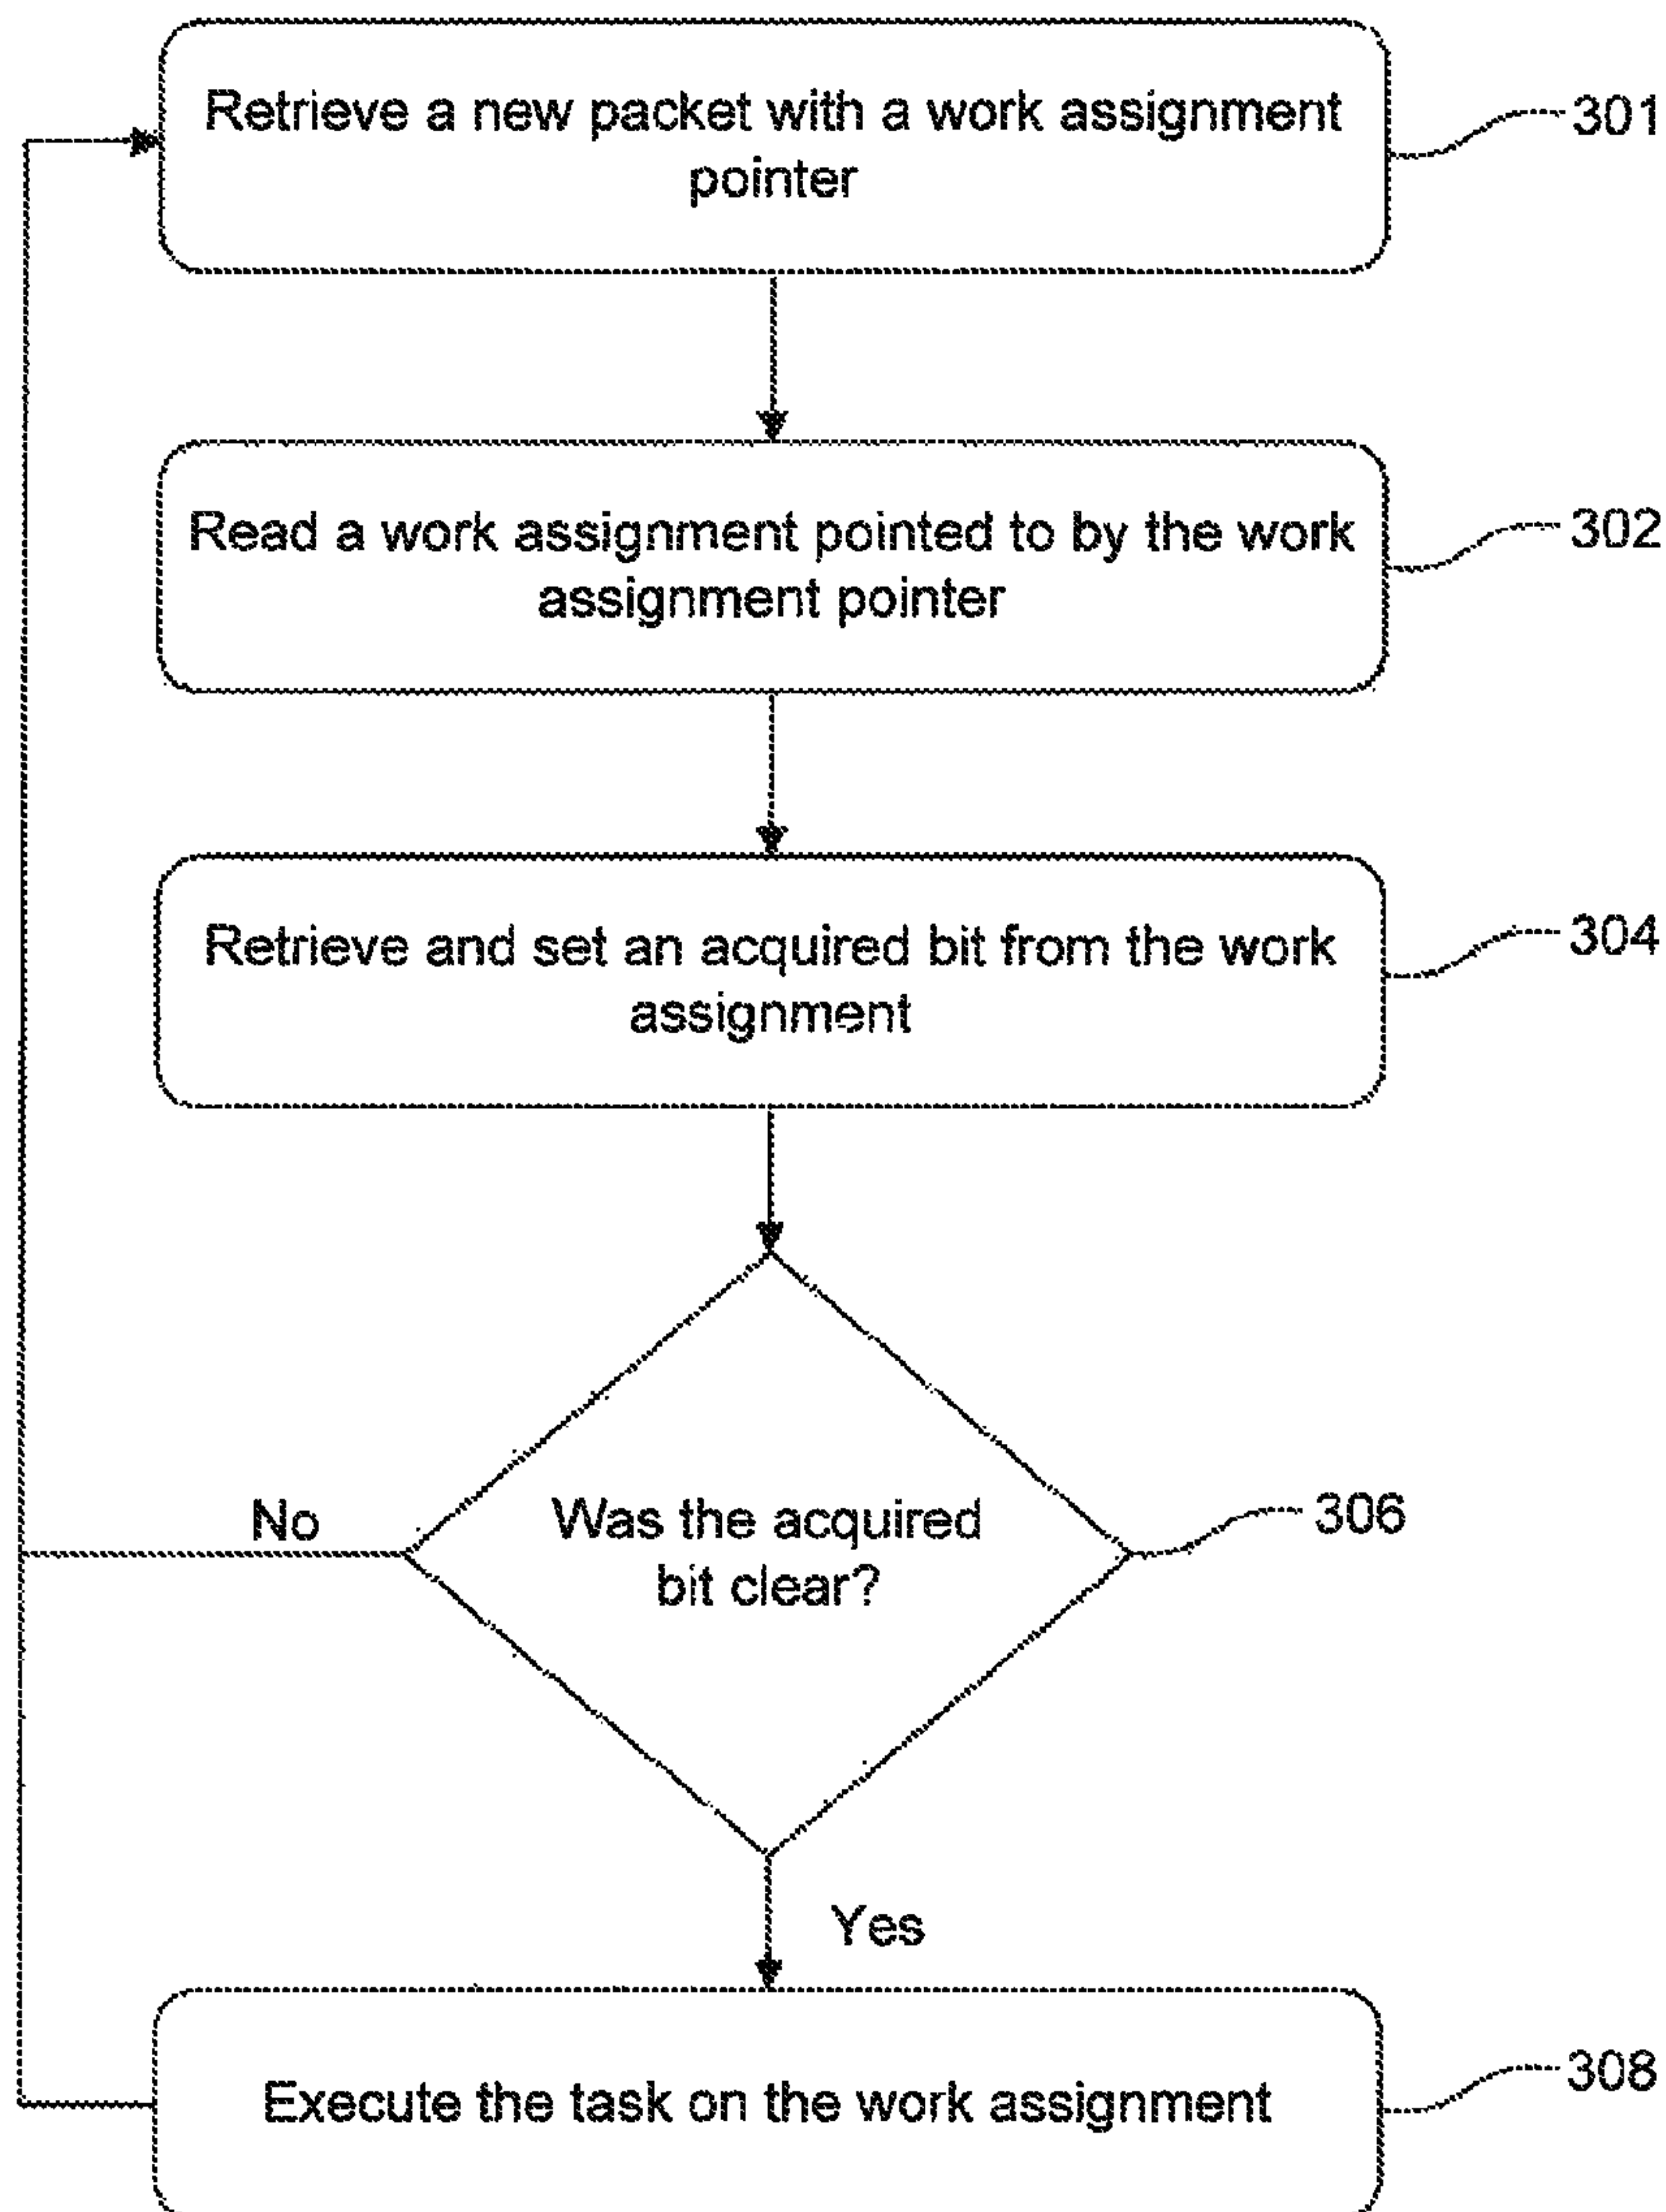 Retrieve a new packet with a work assignment
pointer
301
Read a work assignment pointed to by the work
assignment pointer
302
Retrieve and set an acquired bit from the work
assignment
304
Was the acquired
bit clear?
306
No
Yes
Execute the task on the work assignment
308